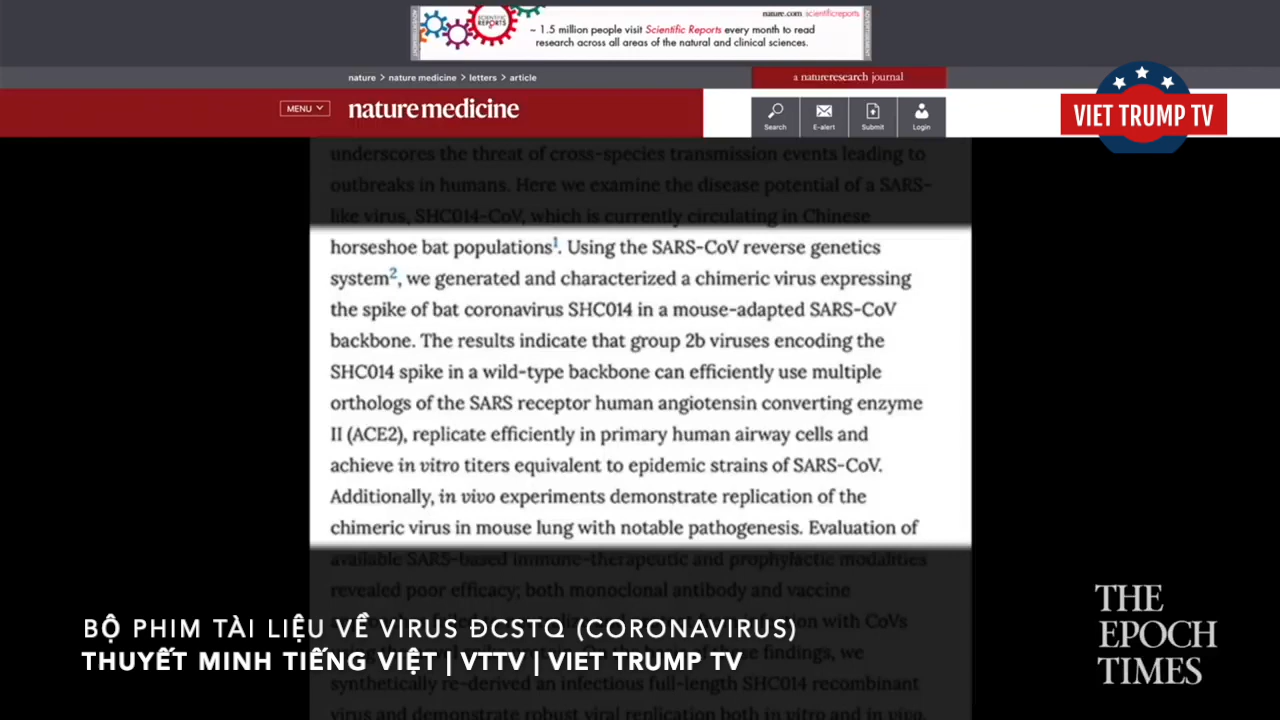 ADVERTISEMENT
SCIENTIFIC
REPORTS
nature.com scientificreports
~ 1.5 million people visit Scientific Reports every month to read
research across all areas of the natural and clinical sciences.
ADVERTISEMENT
nature > nature medicine > letters > article
a natureresearch journal
MENU
nature medicine
Search
E-alert
Submit
Login
VIET TRUMP TV
underscores the threat of cross-species transmission events leading to
outbreaks in humans. Here we examine the disease potential of a SARS-
like virus, SHC014-CoV, which is currently circulating in Chinese
horseshoe bat populations1. Using the SARS-CoV reverse genetics
system2, we generated and characterized a chimeric virus expressing
the spike of bat coronavirus SHC014 in a mouse-adapted SARS-CoV
backbone. The results indicate that group 2b viruses encoding the
SHC014 spike in a wild-type backbone can efficiently use multiple
orthologs of the SARS receptor human angiotensin converting enzyme
II (ACE2), replicate efficiently in primary human airway cells and
achieve in vitro titers equivalent to epidemic strains of SARS-CoV.
Additionally, in vivo experiments demonstrate replication of the
chimeric virus in mouse lung with notable pathogenesis. Evaluation of
available SARS-based immune-therapeutic and prophylactic modalities
revealed poor efficacy; both monoclonal antibody and vaccine
with CoVs
findings, we
synthetically re-derived an infectious full-length SHC014 recombinant
virus and demonstrate robust viral replication both in vitro and in vivo.
BỘ PHIM TÀI LIỆU VỀ VIRUS ĐCSTQ (CORONAVIRUS)
THUYẾT MINH TIẾNG VIỆT | VTTV | VIET TRUMP TV
THE
EPOCH
TIMES